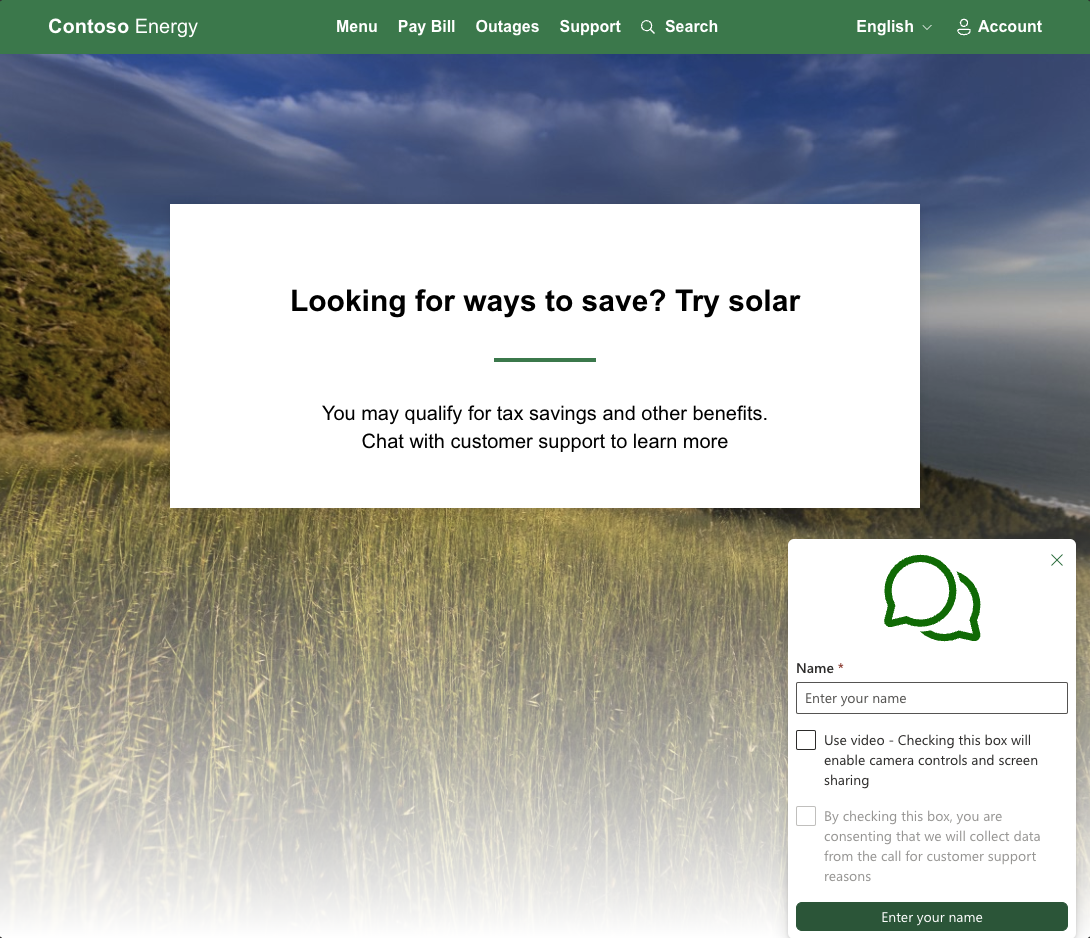 Contoso Energy
Menu Pay Bill Outages Support Search
English Account
Looking for ways to save? Try solar
You may qualify for tax savings and other benefits.
Chat with customer support to learn more
Name *
Enter your name
Use video - Checking this box will
enable camera controls and screen
sharing
By checking this box, you are
consenting that we will collect data
from the call for customer support
reasons
Enter your name